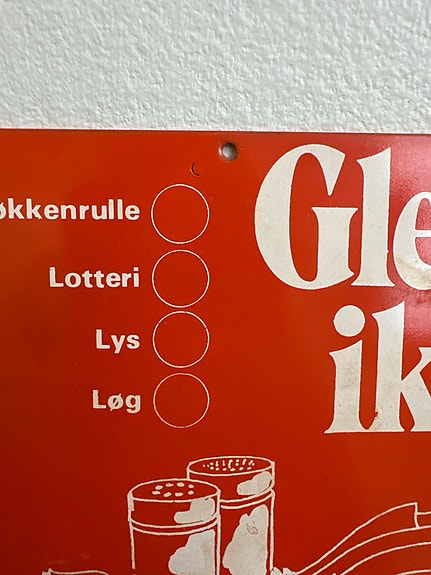 økkenrulle
Lotteri
Lys
Løg
Gle
ik